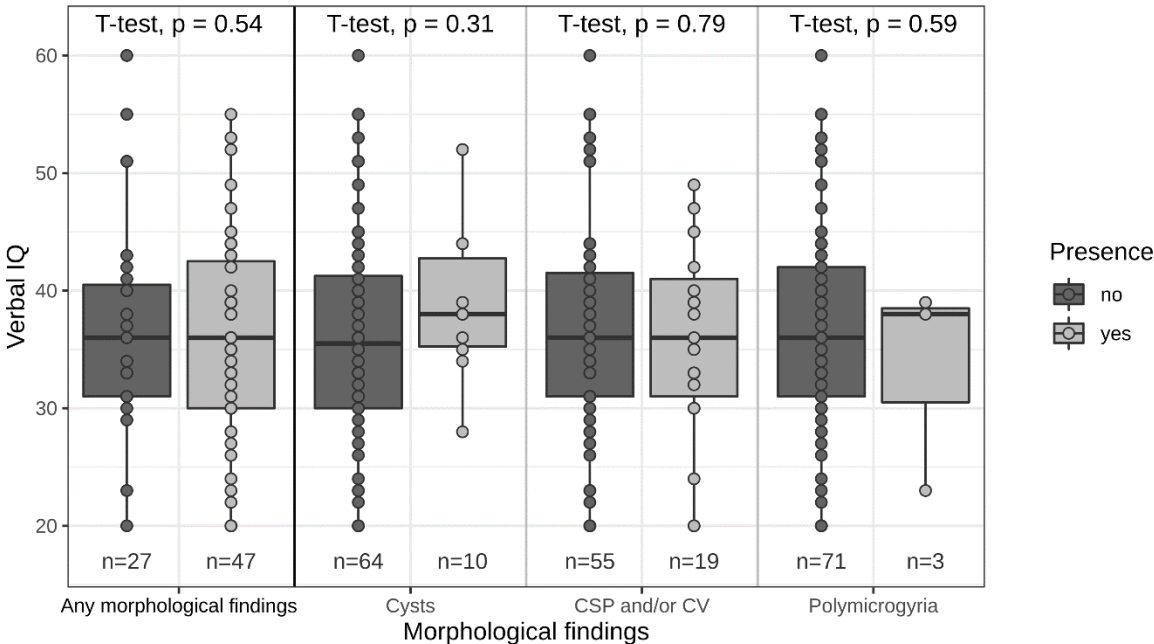 T-test, p = 0.54 T-test, p = 0.31 T-test, p = 0.79 T-test, p = 0.59
60
50
40
30
20
Verbal IQ
n=27 n=47 n=64 n=10 n=55 n=19 n=71 n=3
Any morphological findings Cysts CSP and/or CV Polymicrogyria
Morphological findings
Presence
no
yes